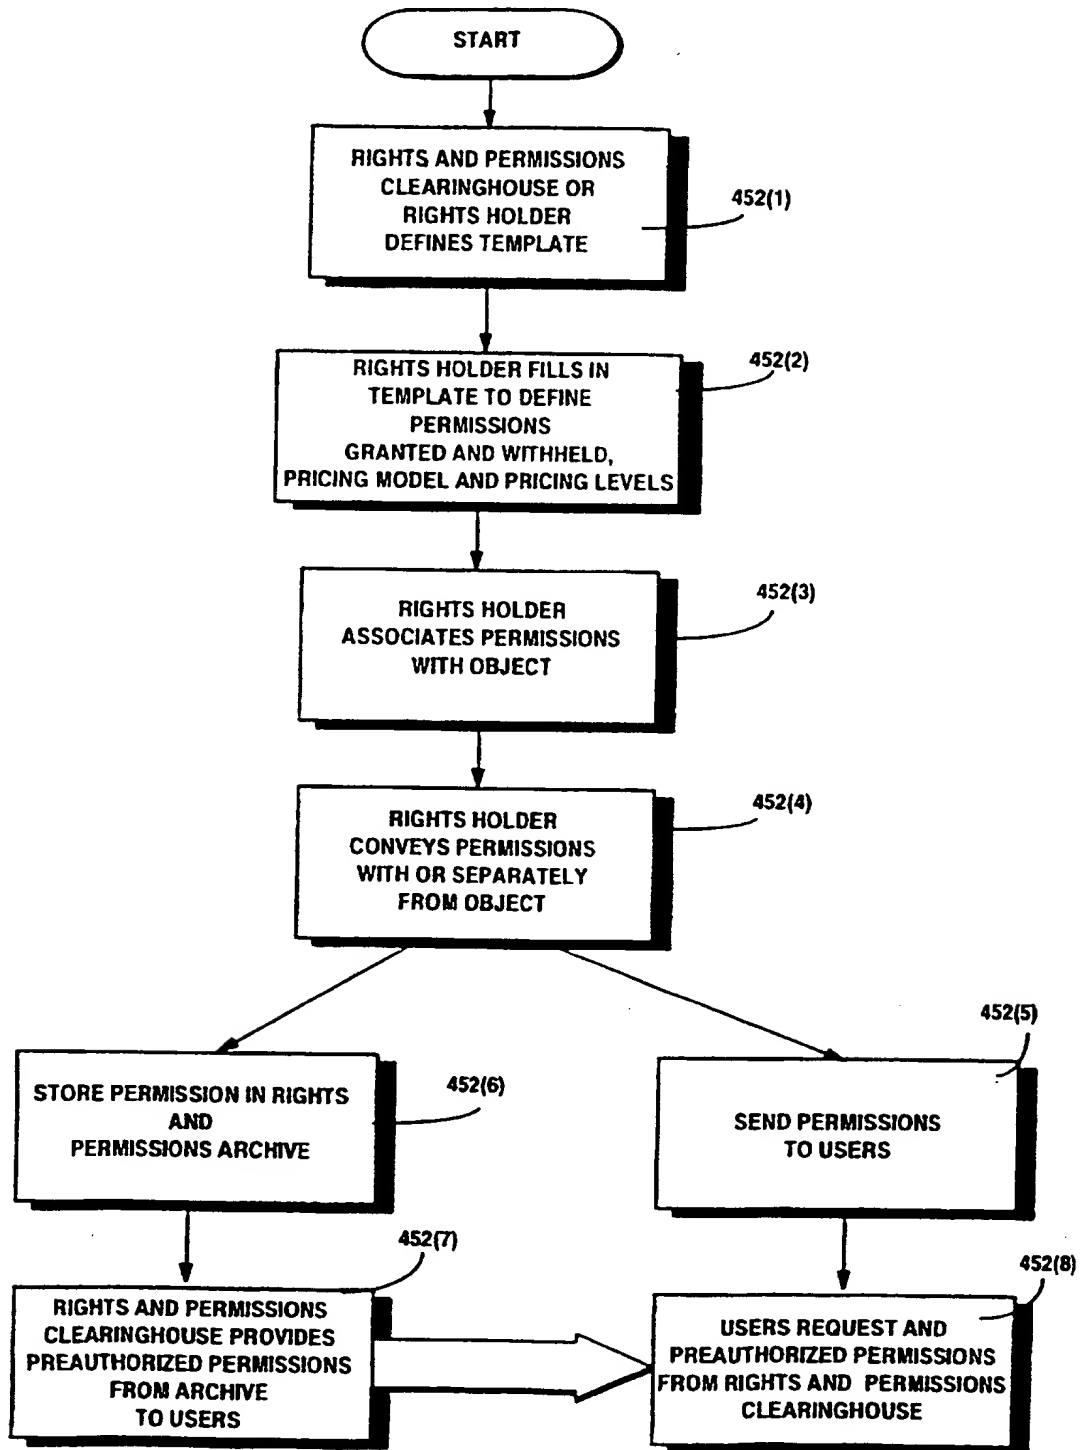 START
RIGHTS AND PERMISSIONS
CLEARINGHOUSE OR
RIGHTS HOLDER
DEFINES TEMPLATE
452(1)
RIGHTS HOLDER FILLS IN
TEMPLATE TO DEFINE
PERMISSIONS
GRANTED AND WITHHELD,
PRICING MODEL AND PRICING LEVELS
452(2)
RIGHTS HOLDER
ASSOCIATES PERMISSIONS
WITH OBJECT
452(3)
RIGHTS HOLDER
CONVEYS PERMISSIONS
WITH OR SEPARATELY
FROM OBJECT
452(4)
STORE PERMISSION IN RIGHTS
AND
PERMISSIONS ARCHIVE
452(6)
SEND PERMISSIONS
TO USERS
452(5)
RIGHTS AND PERMISSIONS
CLEARINGHOUSE PROVIDES
PREAUTHORIZED PERMISSIONS
FROM ARCHIVE
TO USERS
452(7)
USERS REQUEST AND
PREAUTHORIZED PERMISSIONS
FROM RIGHTS AND PERMISSIONS
CLEARINGHOUSE
452(8)